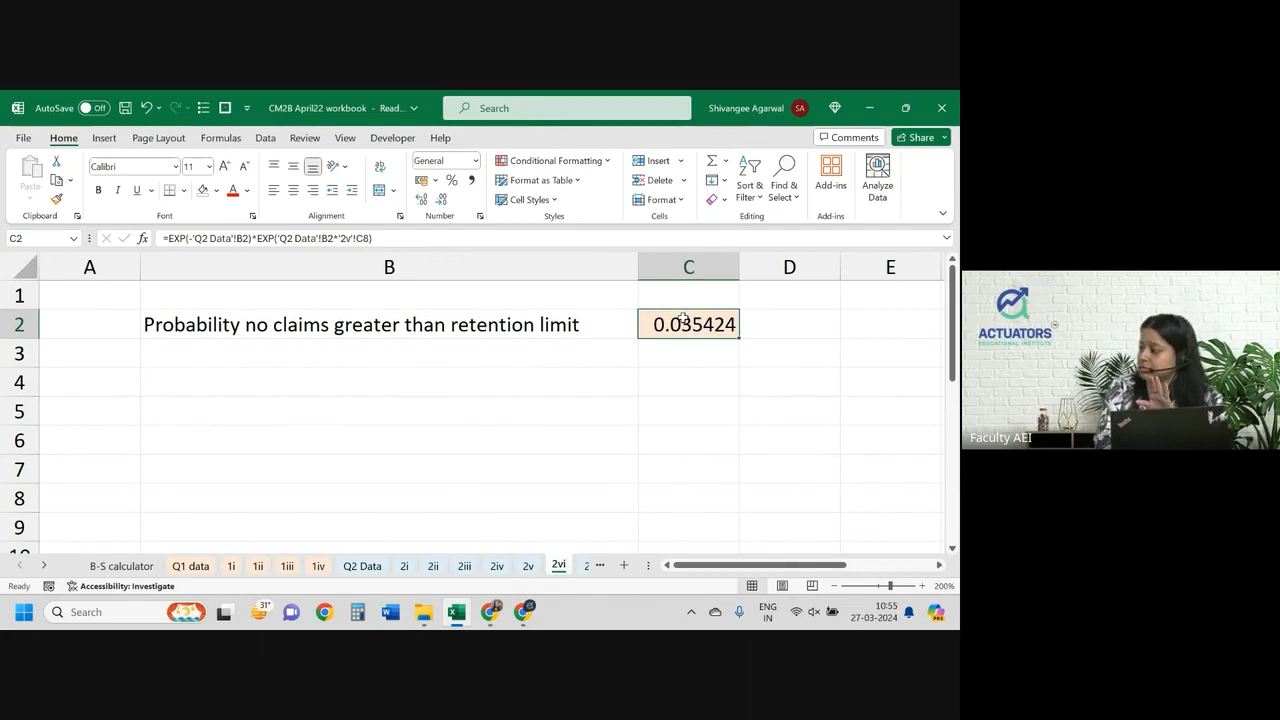 AutoSave Off CM2B April22 workbook - Read... Search Shivangee Agarwal SA
File Home Insert Page Layout Formulas Data Review View Developer Help Comments Share
Paste Calibri 11 A A ab General Conditional Formatting Insert Sort & Filter Find & Select Add-ins Analyze Data
B I U A % Format as Table Delete
Cell Styles Format
Clipboard Font Alignment Number Styles Cells Editing Add-ins
C2 fx =EXP(-'Q2 Data'!B2)*EXP('Q2 Data'!B2*'2v'!C8)
A B C D E
1
2 Probability no claims greater than retention limit 0.035424
3
4
5
6
7
8
9
10
B-S calculator Q1 data 1i 1ii 1iii 1iv Q2 Data 2i 2ii 2iii 2iv 2v 2vi 2 ...
Ready Accessibility: Investigate 200%
Search 31° ENG IN 10:55 27-03-2024
ACTUATORS
EDUCATIONAL INSTITUTE
ThinkPad
Faculty AEI